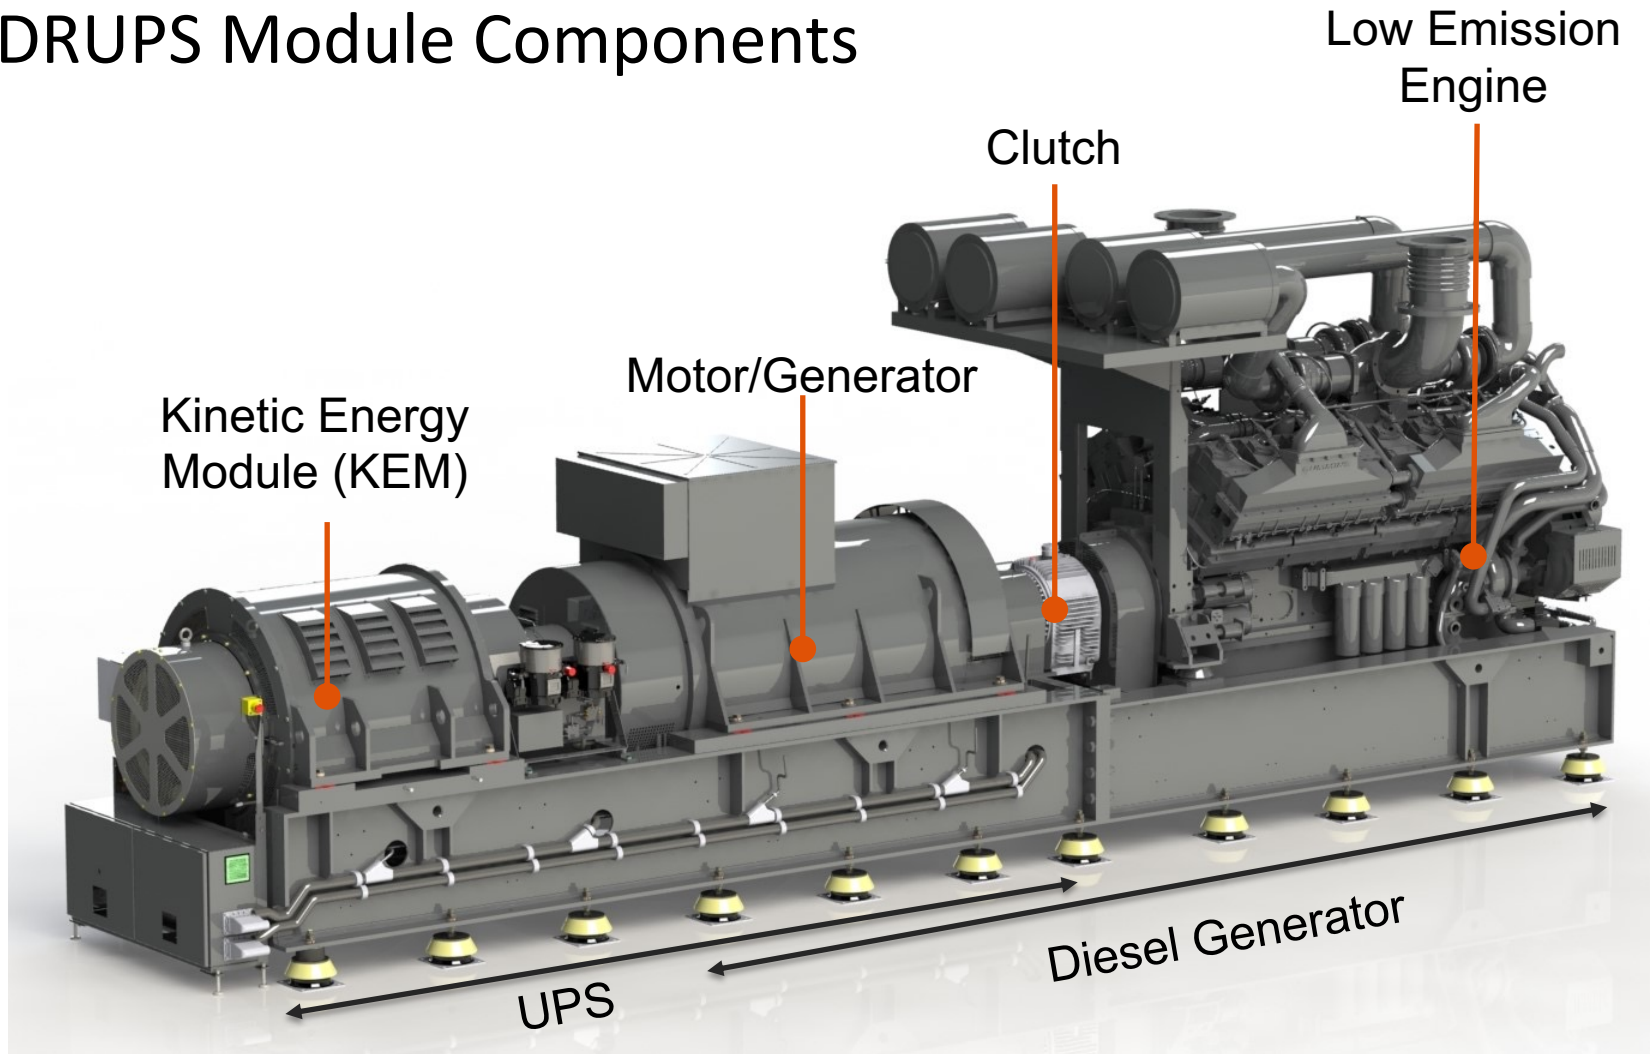 DRUPS Module Components
Low Emission
Engine
Clutch
Motor/Generator
Kinetic Energy
Module (KEM)
Diesel Generator
UPS